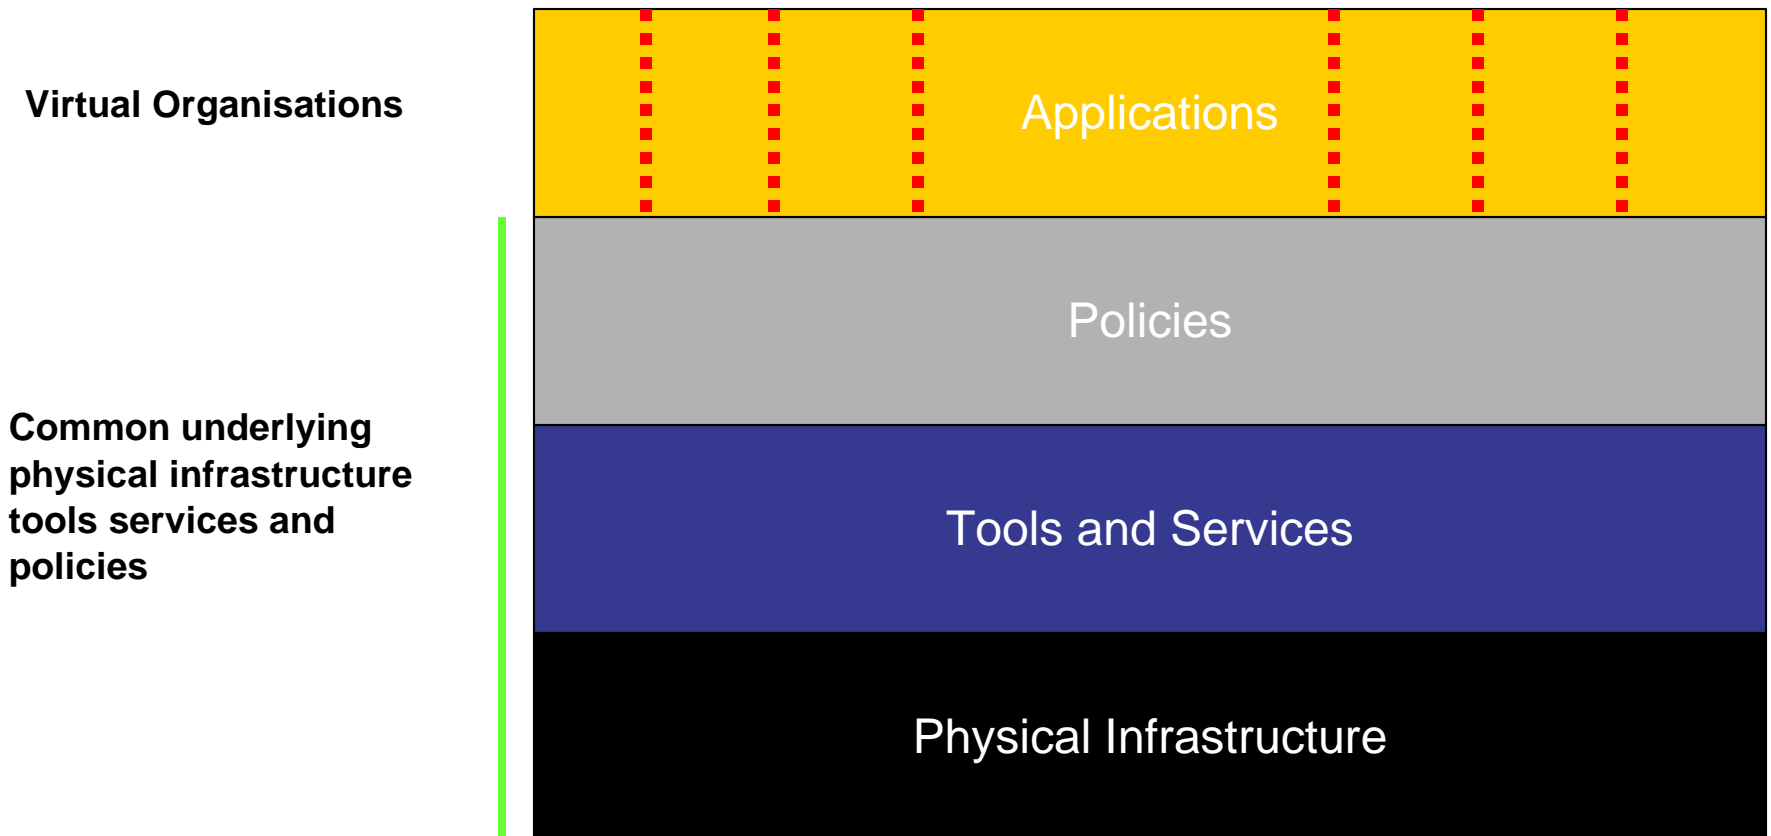 Virtual Organisations
Applications
Policies
Common underlying
physical infrastructure
tools services and
policies
Tools and Services
Physical Infrastructure